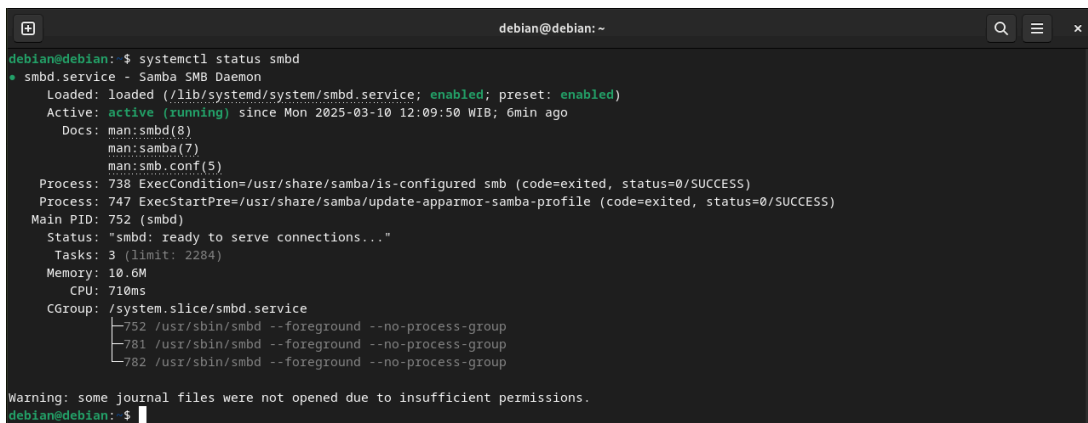 debian@debian: ~
debian@debian:~$ systemctl status smbd
● smbd.service - Samba SMB Daemon
     Loaded: loaded (/lib/systemd/system/smbd.service; enabled; preset: enabled)
     Active: active (running) since Mon 2025-03-10 12:09:50 WIB; 6min ago
       Docs: man:smbd(8)
             man:samba(7)
             man:smb.conf(5)
    Process: 738 ExecCondition=/usr/share/samba/is-configured smb (code=exited, status=0/SUCCESS)
    Process: 747 ExecStartPre=/usr/share/samba/update-apparmor-samba-profile (code=exited, status=0/SUCCESS)
   Main PID: 752 (smbd)
     Status: "smbd: ready to serve connections..."
      Tasks: 3 (limit: 2284)
     Memory: 10.6M
        CPU: 710ms
     CGroup: /system.slice/smbd.service
             ├─752 /usr/sbin/smbd --foreground --no-process-group
             ├─781 /usr/sbin/smbd --foreground --no-process-group
             └─782 /usr/sbin/smbd --foreground --no-process-group

Warning: some journal files were not opened due to insufficient permissions.
debian@debian:~$